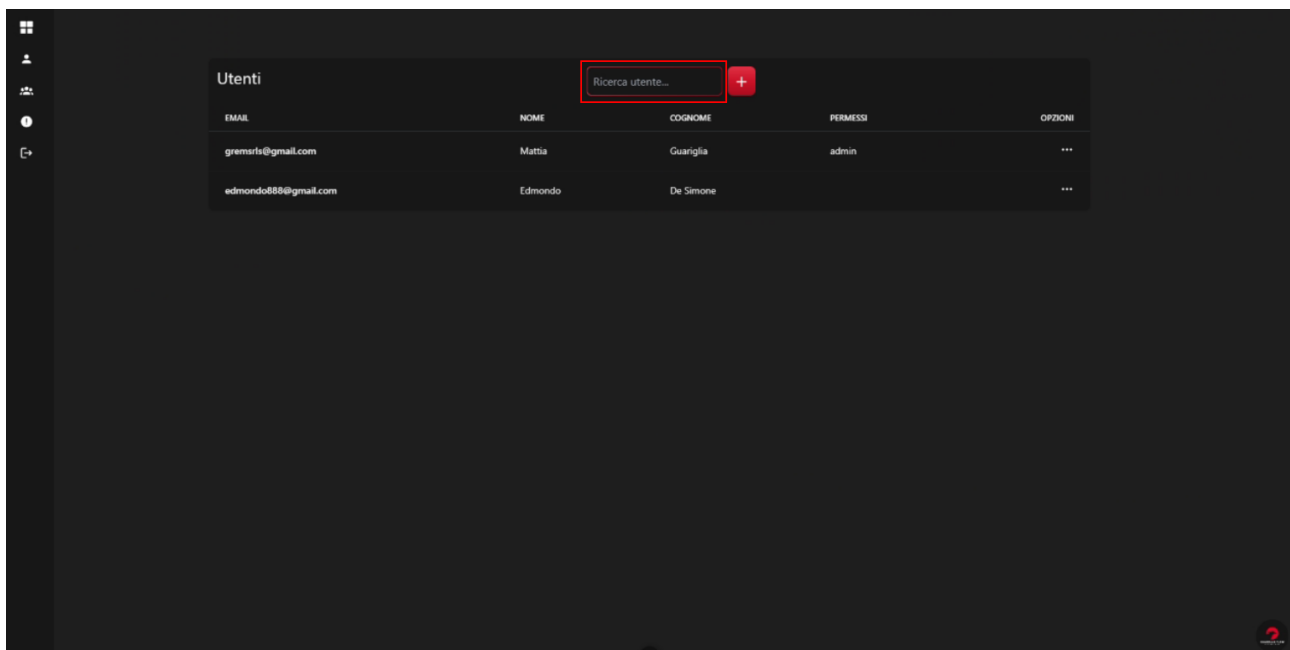 Utenti
Ricerca utente...
+
EMAIL NOME COGNOME PERMESSI OPZIONI
gremsrls@gmail.com Mattia Guariglia admin ...
edmondo888@gmail.com Edmondo De Simone ...